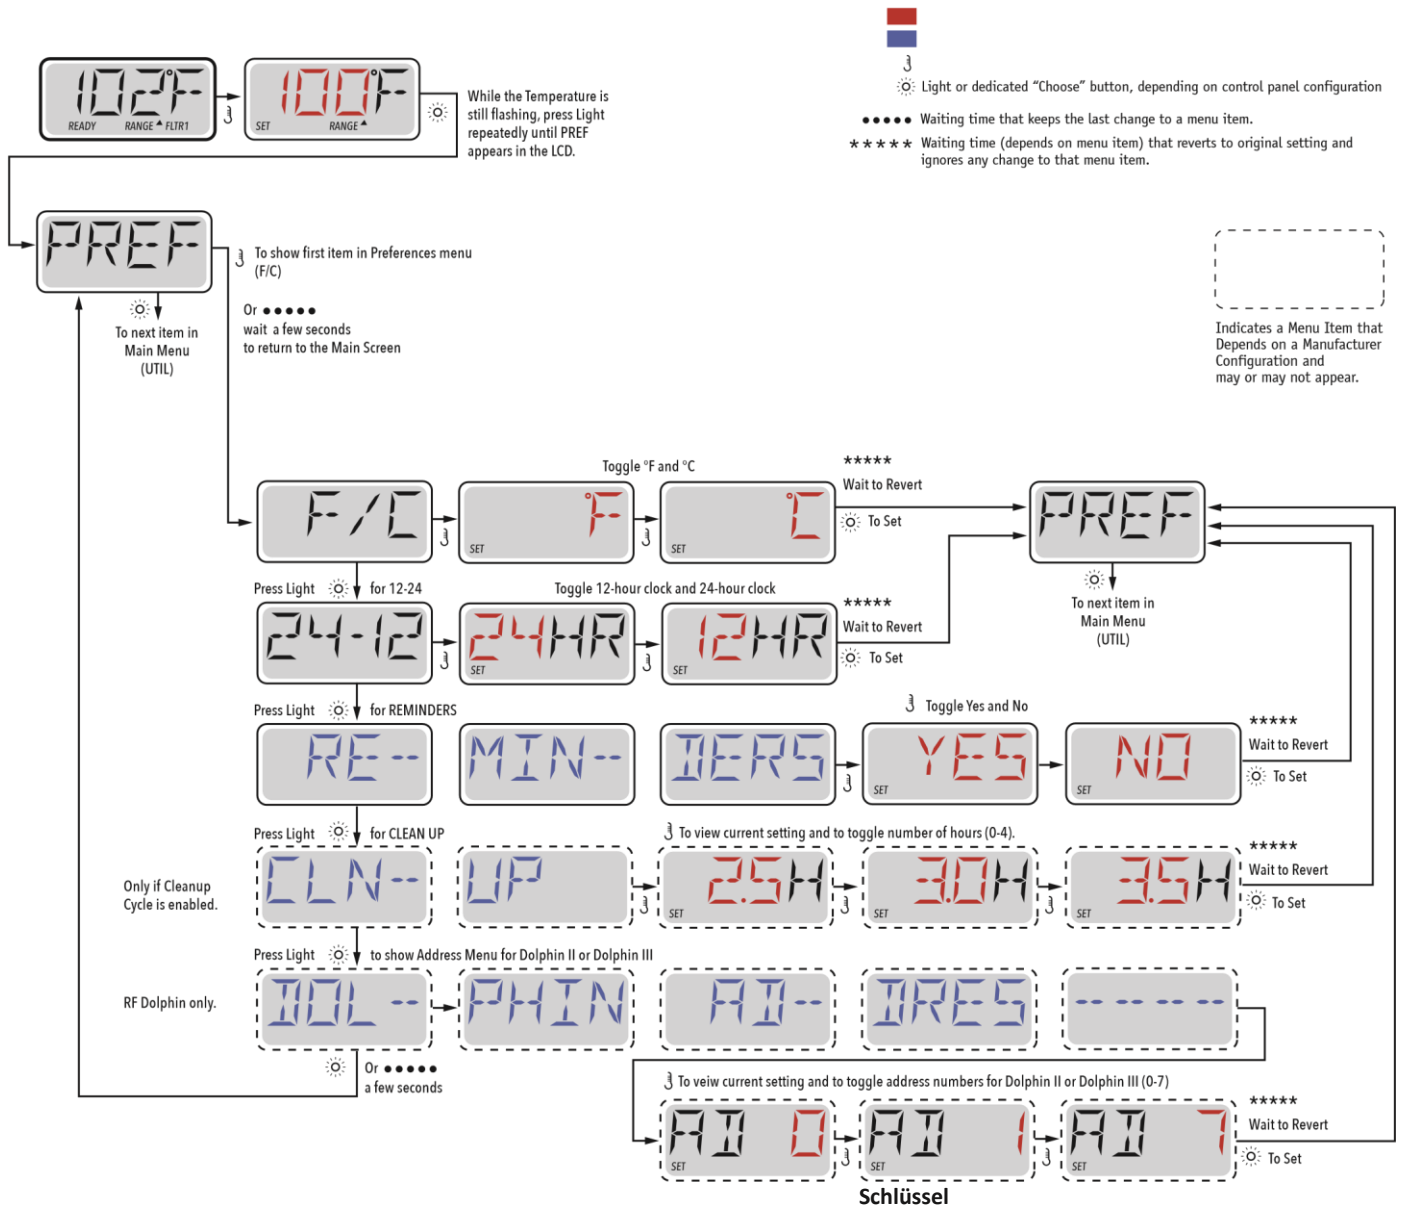 Light or dedicated “Choose” button, depending on control panel configuration
Waiting time that keeps the last change to a menu item.
***** Waiting time (depends on menu item) that reverts to original setting and
ignores any change to that menu item.
102°F
READY RANGE FLTR1
100°F
SET RANGE
While the Temperature is
still flashing, press Light
repeatedly until PREF
appears in the LCD.
PREF
To show first item in Preferences menu
(F/C)
Or •••••
wait a few seconds
to return to the Main Screen
To next item in
Main Menu
(UTIL)
Indicates a Menu Item that
Depends on a Manufacturer
Configuration and
may or may not appear.
Toggle °F and °C
F/C
°F
SET
°C
SET
*****
Wait to Revert
To Set
PREF
To next item in
Main Menu
(UTIL)
Press Light for 12-24
Toggle 12-hour clock and 24-hour clock
24-12
24HR
SET
12HR
SET
*****
Wait to Revert
To Set
Press Light for REMINDERS
Toggle Yes and No
RE--
MIN--
DERS
YES
SET
NO
SET
*****
Wait to Revert
To Set
Press Light for CLEAN UP
To view current setting and to toggle number of hours (0-4).
Only if Cleanup
Cycle is enabled.
CLN--
UP
2.5H
SET
3.0H
SET
3.5H
SET
*****
Wait to Revert
To Set
Press Light to show Address Menu for Dolphin II or Dolphin III
RF Dolphin only.
DOL--
PHIN
AD--
DRES
-- -- -- --
Or •••••
a few seconds
To veiw current setting and to toggle address numbers for Dolphin II or Dolphin III (0-7)
AD 0
SET
AD 1
SET
AD 7
SET
*****
Wait to Revert
To Set
Schlüssel